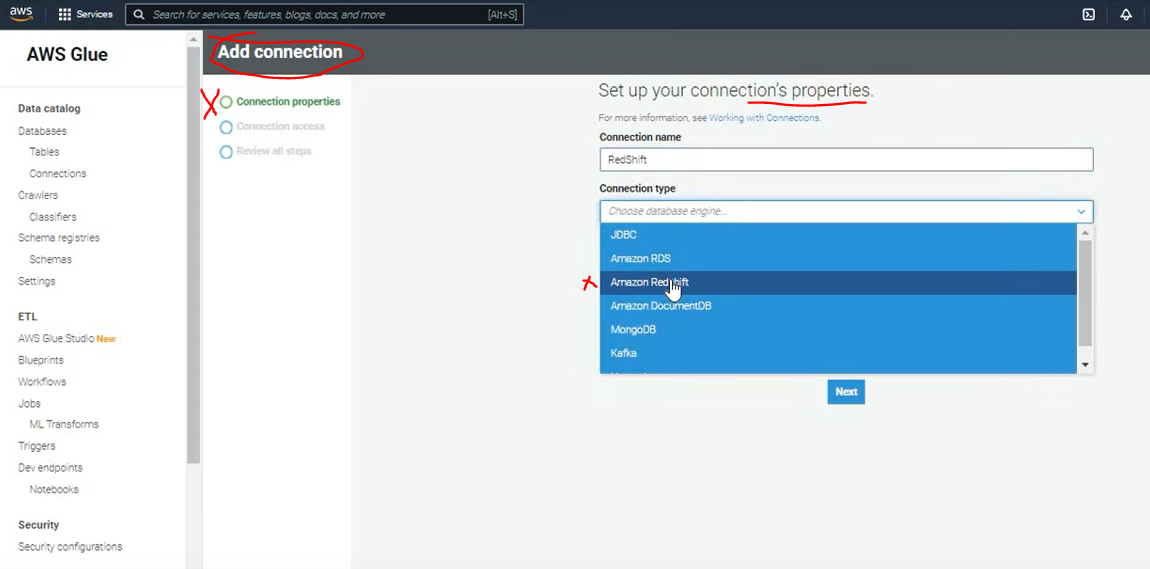 aws
Services
Search for services, features, blogs, docs, and more
[Alt+S]
AWS Glue
Data catalog
Databases
Tables
Connections
Crawlers
Classifiers
Schema registries
Schemas
Settings
ETL
AWS Glue Studio New
Blueprints
Workflows
Jobs
ML Transforms
Triggers
Dev endpoints
Notebooks
Security
Security configurations
Add connection
Connection properties
Connection access
Review all steps
Set up your connection's properties.
For more information, see Working with Connections.
Connection name
RedShift
Connection type
Choose database engine...
JDBC
Amazon RDS
Amazon Redshift
Amazon DocumentDB
MongoDB
Kafka
Next